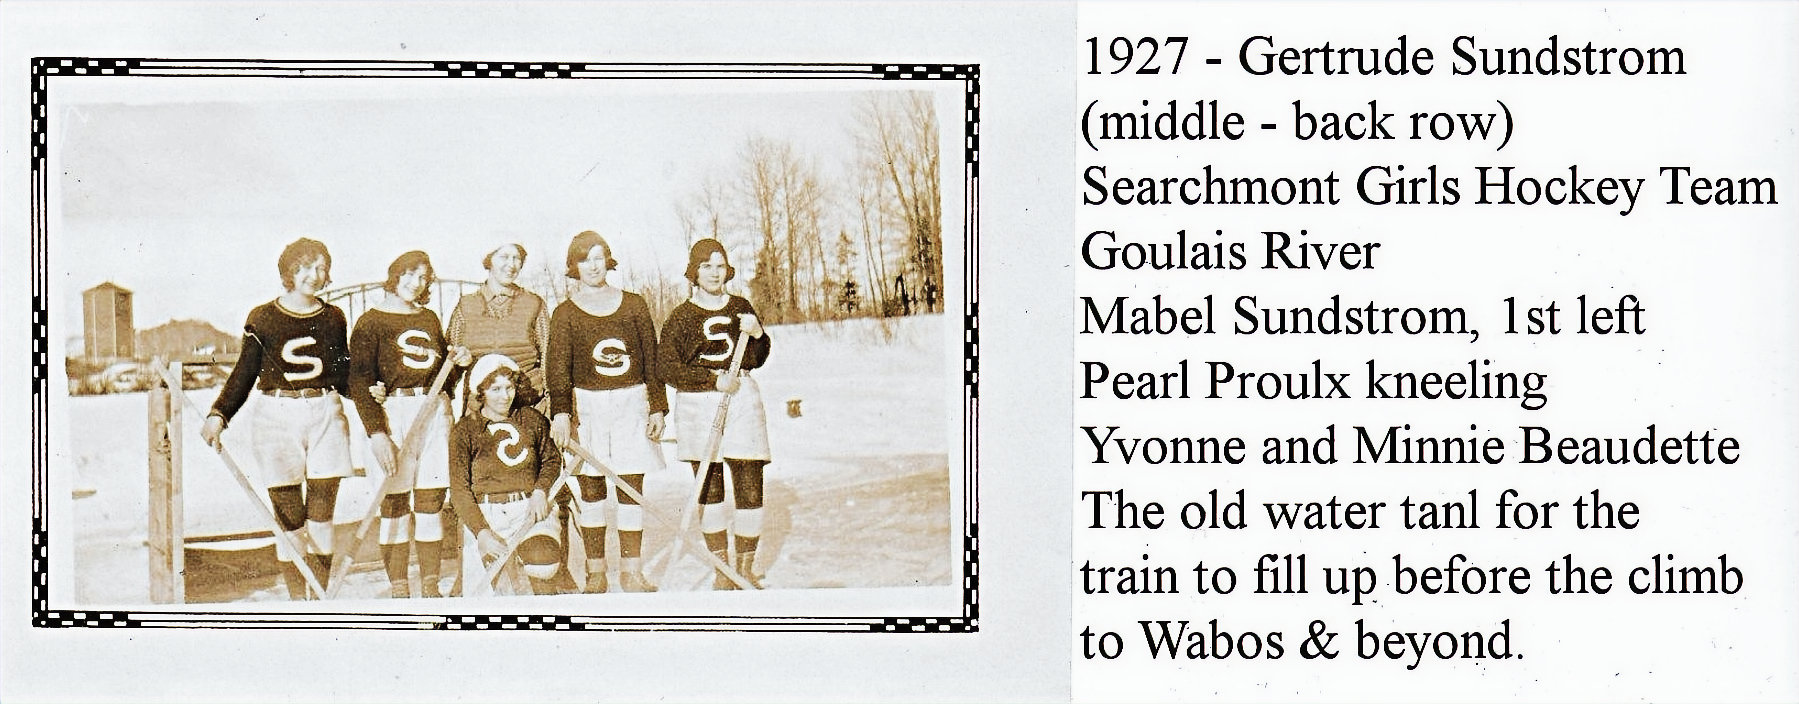 1927 - Gertrude Sundstrom
(middle - back row)
Searchmont Girls Hockey Team
Goulais River
Mabel Sundstrom, 1st left
Pearl Proulx kneeling
Yvonne and Minnie Beaudette
The old water tanl for the
train to fill up before the climb
to Wabos & beyond.
S
S
S
S
S